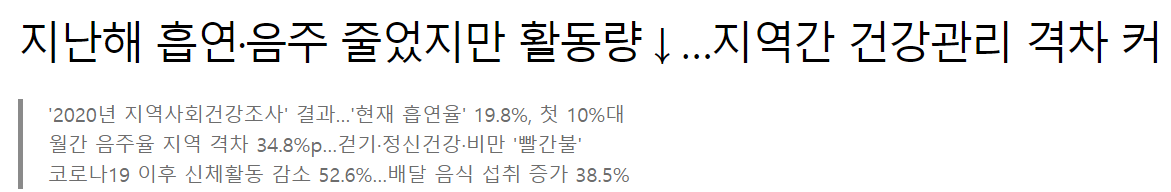 지난해 흡연·음주 줄었지만 활동량↓…지역간 건강관리 격차 커
'2020년 지역사회건강조사' 결과…'현재 흡연율' 19.8%, 첫 10%대
월간 음주율 지역 격차 34.8%p…걷기·정신건강·비만 '빨간불'
코로나19 이후 신체활동 감소 52.6%…배달 음식 섭취 증가 38.5%